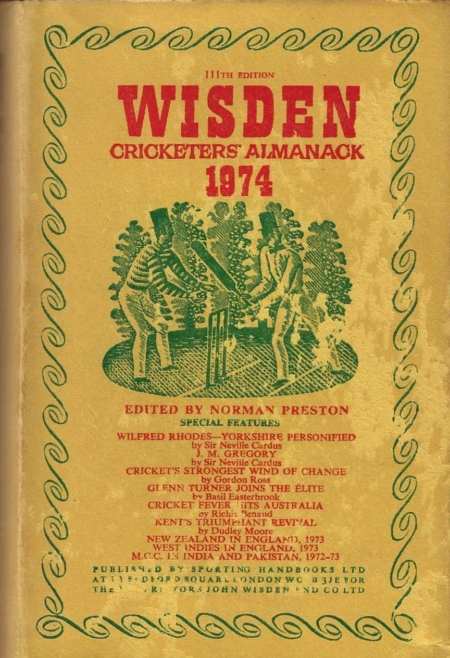 111TH EDITION
WISDEN
CRICKETERS' ALMANACK
1974
EDITED BY NORMAN PRESTON
SPECIAL FEATURES
WILFRED RHODES—YORKSHIRE PERSONIFIED
by Sir Neville Cardus
J. M. GREGORY
by Sir Neville Cardus
CRICKET'S STRONGEST WIND OF CHANGE
by Gordon Ross
GLENN TURNER JOINS THE ÉLITE
by Basil Easterbrook
CRICKET FEVER HITS AUSTRALIA
by Richie Benaud
KENT'S TRIUMPHANT REVIVAL
by Dudley Moore
NEW ZEALAND IN ENGLAND, 1973
WEST INDIES IN ENGLAND, 1973
M.C.C. IN INDIA AND PAKISTAN, 1972-73
PUBLISHED BY SPORTING HANDBOOKS LTD
AT SQUARE LONDON FOR
THE JOHN WISDEN AND CO LTD